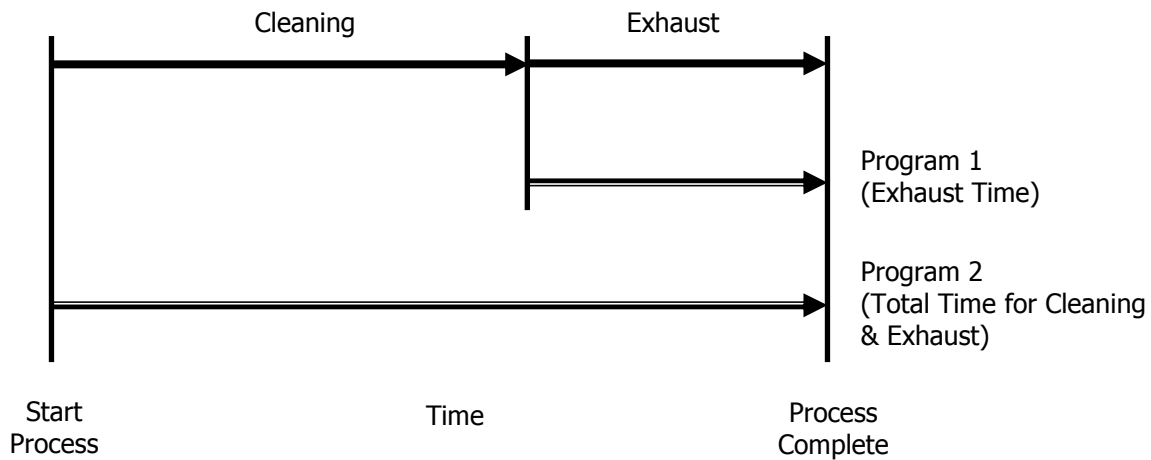 Cleaning
Exhaust
Program 1
(Exhaust Time)
Program 2
(Total Time for Cleaning
& Exhaust)
Start
Process
Time
Process
Complete